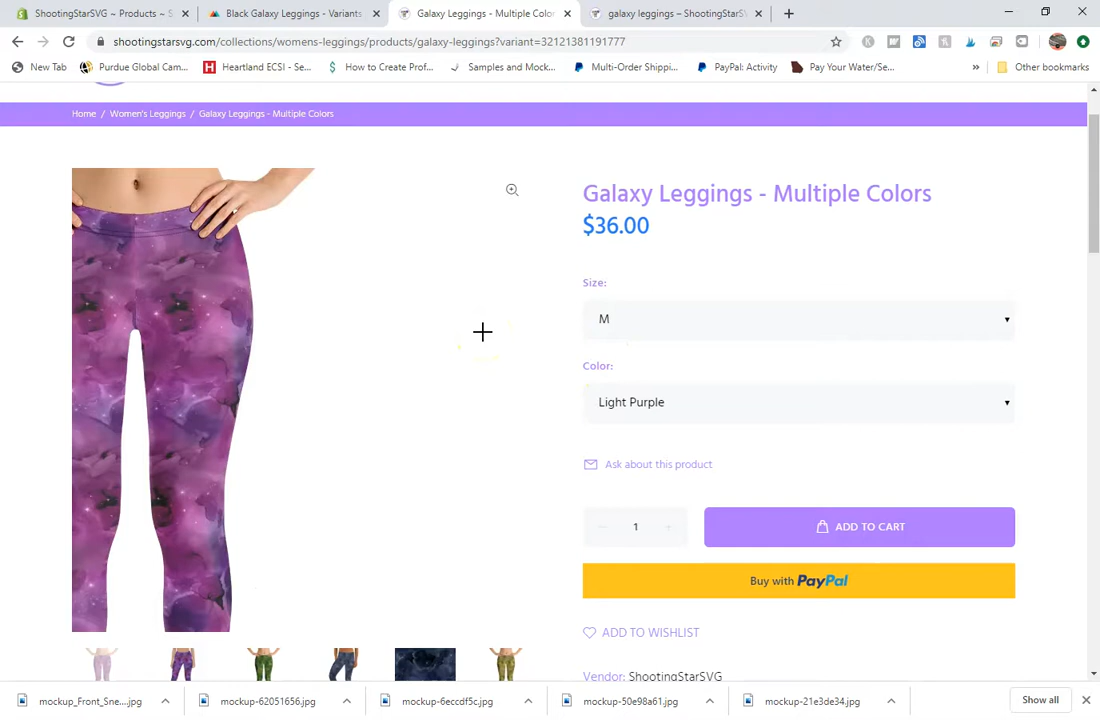 ShootingStarSVG ~ Products ~ S
Black Galaxy Leggings - Variants
Galaxy Leggings - Multiple Color
galaxy leggings – ShootingStarSV
shootingstarsvg.com/collections/womens-leggings/products/galaxy-leggings?variant=32121381191777
New Tab
Purdue Global Cam...
Heartland ECSI - Se...
How to Create Prof...
Samples and Mock...
Multi-Order Shippi...
PayPal: Activity
Pay Your Water/Se...
»
Other bookmarks
Home / Women's Leggings / Galaxy Leggings - Multiple Colors
Galaxy Leggings - Multiple Colors
$36.00
Size:
M
Color:
Light Purple
Ask about this product
1
ADD TO CART
Buy with PayPal
ADD TO WISHLIST
Vendor: ShootingStarSVG
mockup_Front_Sne....jpg
mockup-62051656.jpg
mockup-6eccdf5c.jpg
mockup-50e98a61.jpg
mockup-21e3de34.jpg
Show all